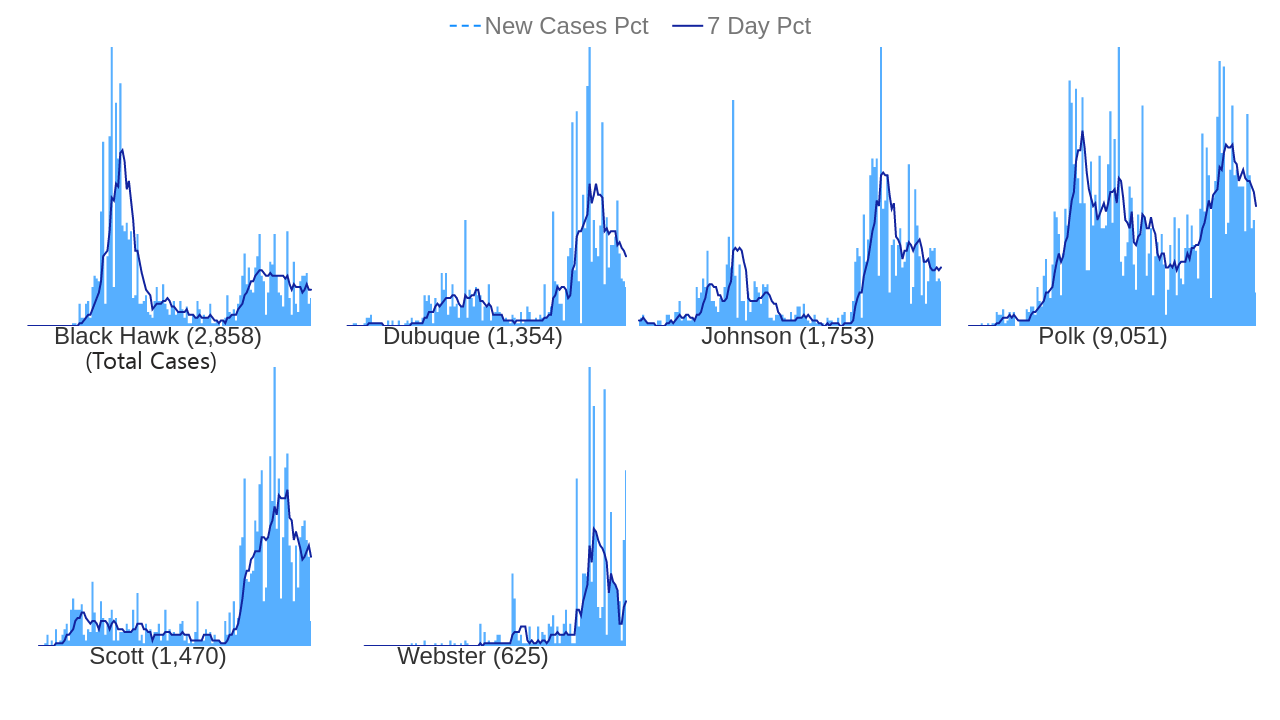 New Cases Pct 7 Day Pct
Black Hawk (2,858)
(Total Cases)
Dubuque (1,354)
Johnson (1,753)
Polk (9,051)
Scott (1,470)
Webster (625)